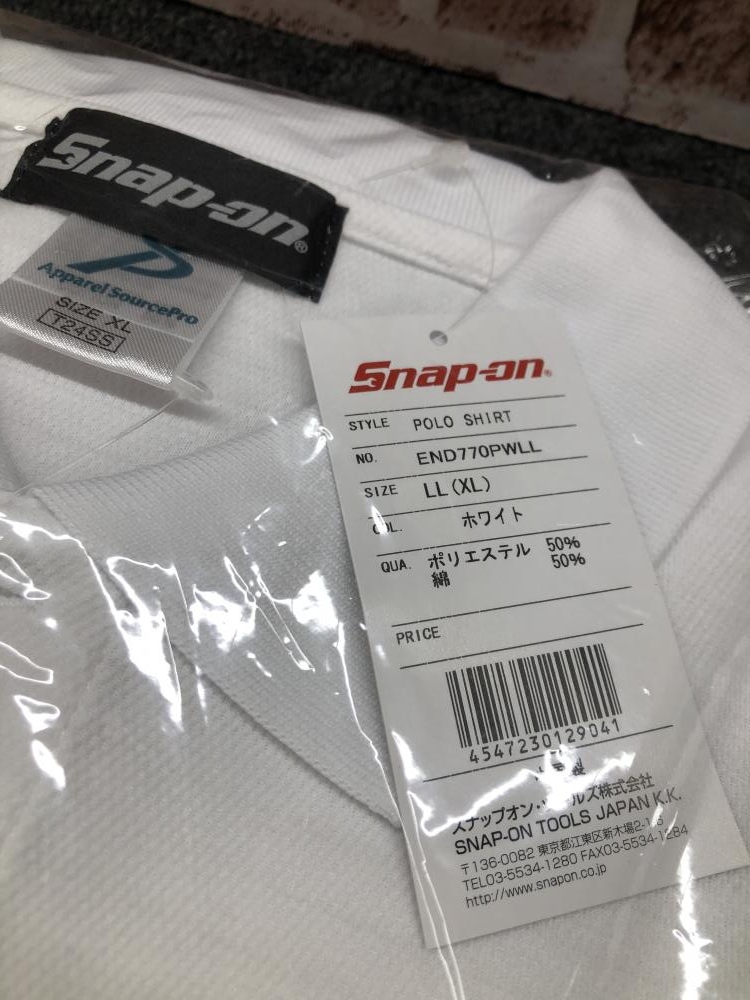 Snap-on®
Apparel SourcePro
SIZE XL
T24SS
Snap-on®
STYLE POLO SHIRT
NO. END770PWLL
SIZE LL(XL)
COL. ホワイト
QUA. ポリエステル 50%
綿 50%
PRICE
4547230129041
スナップオン・ツールズ株式会社
SNAP-ON TOOLS JAPAN K.K.
〒136-0082 東京都江東区新木場2-1-6
TEL03-5534-1280 FAX03-5534-1284
http://www.snapon.co.jp